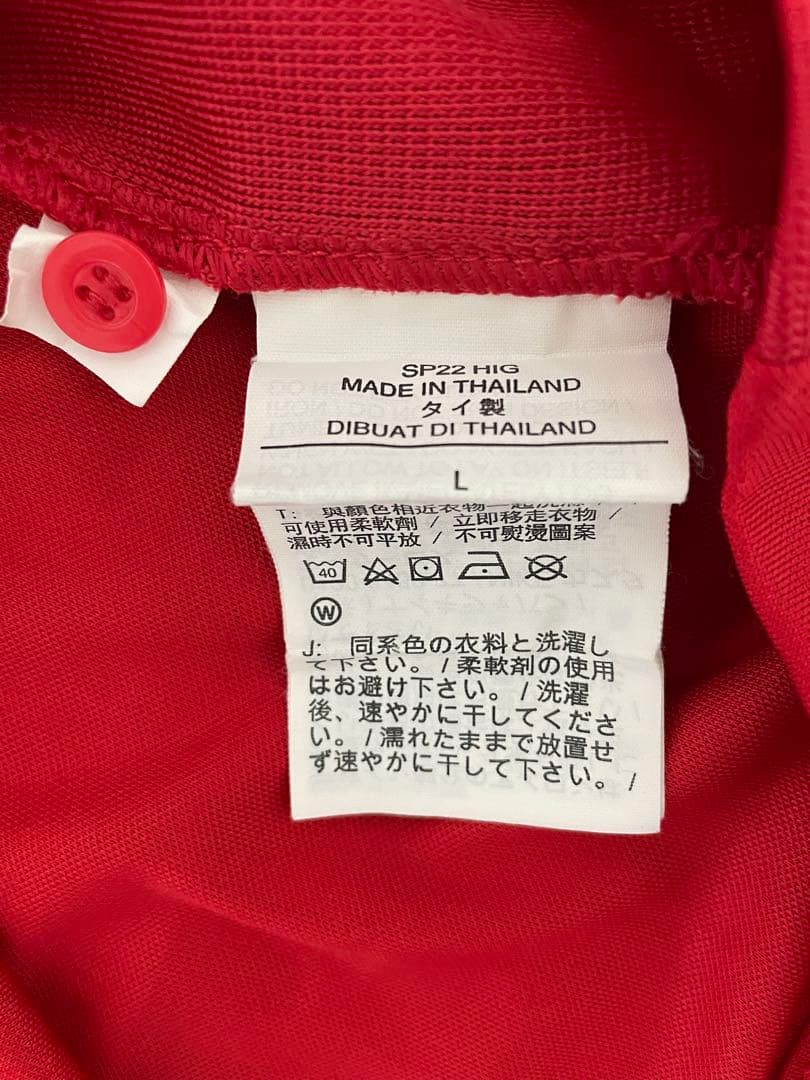 SP22 HIG
MADE IN THAILAND
タイ製
DIBUAT DI THAILAND
L
T: 與顏色相近衣物一起洗滌 /
可使用柔軟劑 / 立即移走衣物 /
濕時不可平放 / 不可熨燙圖案
40
W
J: 同系色の衣料と洗濯し
て下さい。 / 柔軟剤の使用
はお避け下さい。 / 洗濯
後、速やかに干してくださ
い。 / 濡れたままで放置せ
ず速やかに干して下さい。 /